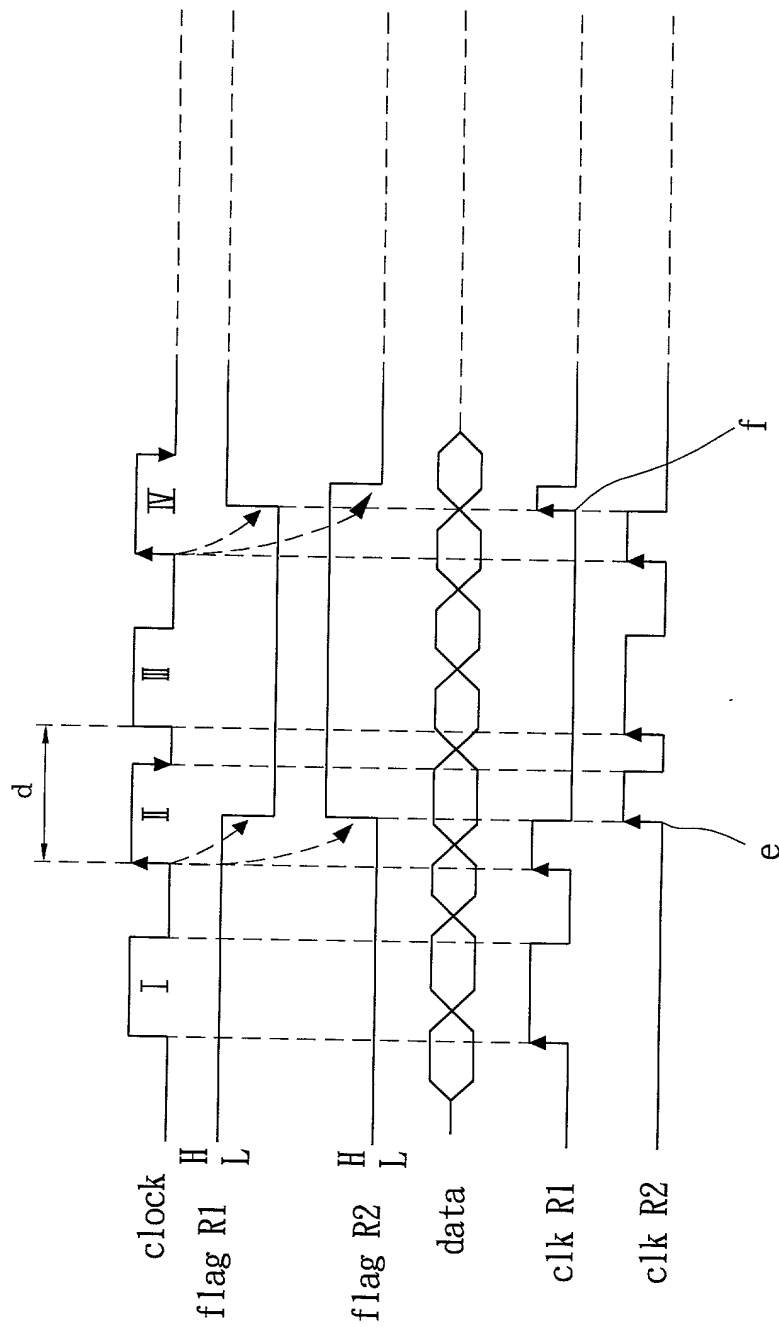 d
clock
I
II
III
IV
flag R1
H
L
flag R2
H
L
data
clk R1
clk R2
e
f